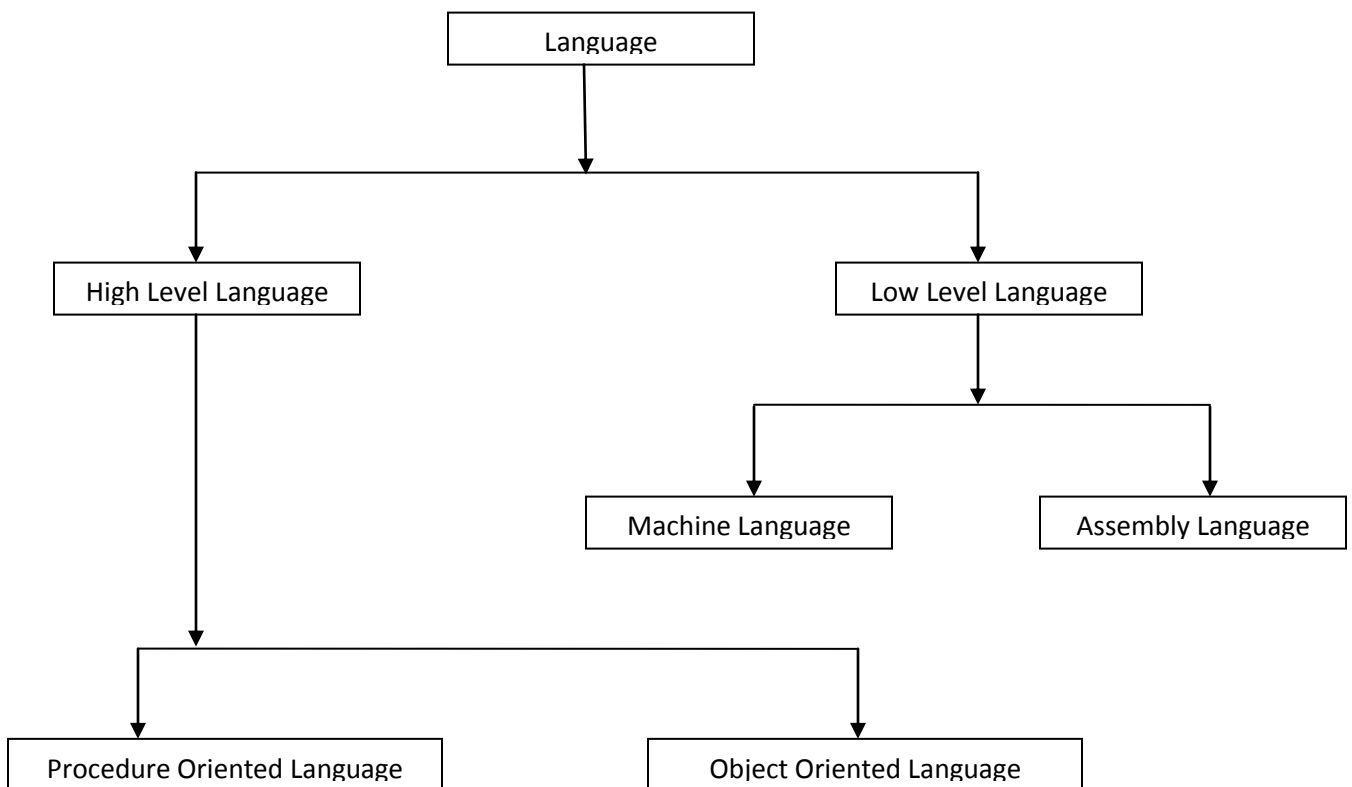 Language
High Level Language
Low Level Language
Machine Language
Assembly Language
Procedure Oriented Language
Object Oriented Language